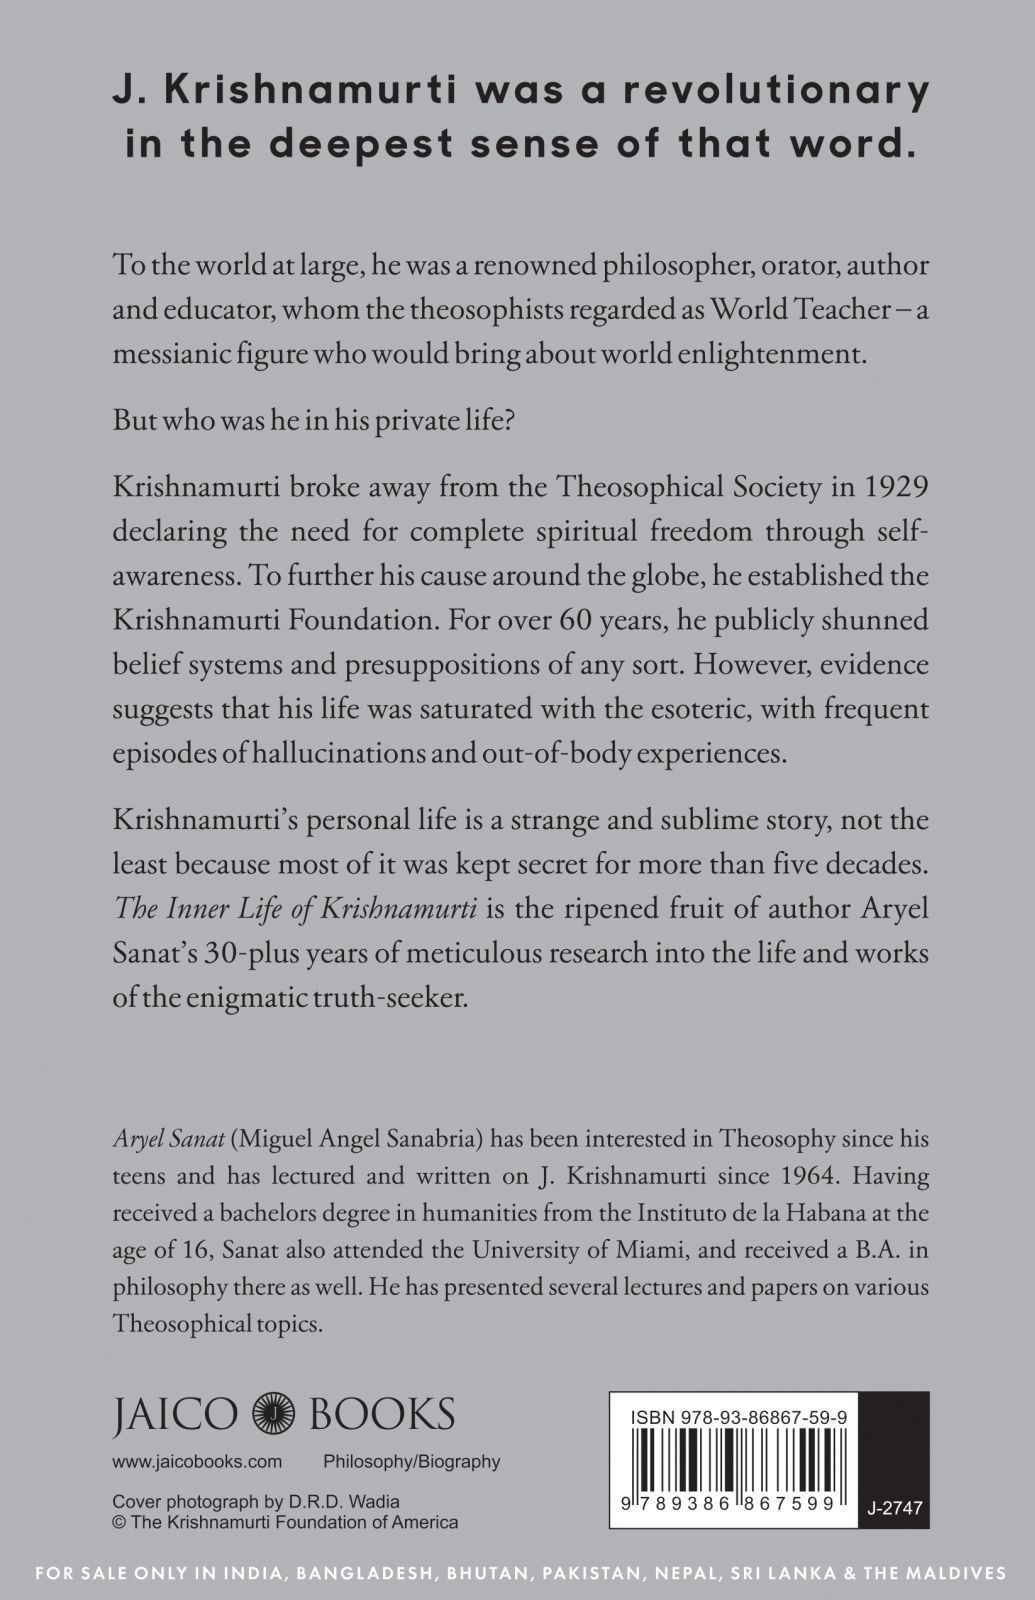 J. Krishnamurti was a revolutionary
in the deepest sense of that word.
To the world at large, he was a renowned philosopher, orator, author
and educator, whom the theosophists regarded as World Teacher – a
messianic figure who would bring about world enlightenment.
But who was he in his private life?
Krishnamurti broke away from the Theosophical Society in 1929
declaring the need for complete spiritual freedom through self-
awareness. To further his cause around the globe, he established the
Krishnamurti Foundation. For over 60 years, he publicly shunned
belief systems and presuppositions of any sort. However, evidence
suggests that his life was saturated with the esoteric, with frequent
episodes of hallucinations and out-of-body experiences.
Krishnamurti's personal life is a strange and sublime story, not the
least because most of it was kept secret for more than five decades.
The Inner Life of Krishnamurti is the ripened fruit of author Aryel
Sanat's 30-plus years of meticulous research into the life and works
of the enigmatic truth-seeker.
Aryel Sanat (Miguel Angel Sanabria) has been interested in Theosophy since his
teens and has lectured and written on J. Krishnamurti since 1964. Having
received a bachelors degree in humanities from the Instituto de la Habana at the
age of 16, Sanat also attended the University of Miami, and received a B.A. in
philosophy there as well. He has presented several lectures and papers on various
Theosophical topics.
JAICO J BOOKS
www.jaicobooks.com Philosophy/Biography
Cover photograph by D.R.D. Wadia
© The Krishnamurti Foundation of America
ISBN 978-93-86867-59-9
9 789386 867599
J-2747
FOR SALE ONLY IN INDIA, BANGLADESH, BHUTAN, PAKISTAN, NEPAL, SRI LANKA & THE MALDIVES